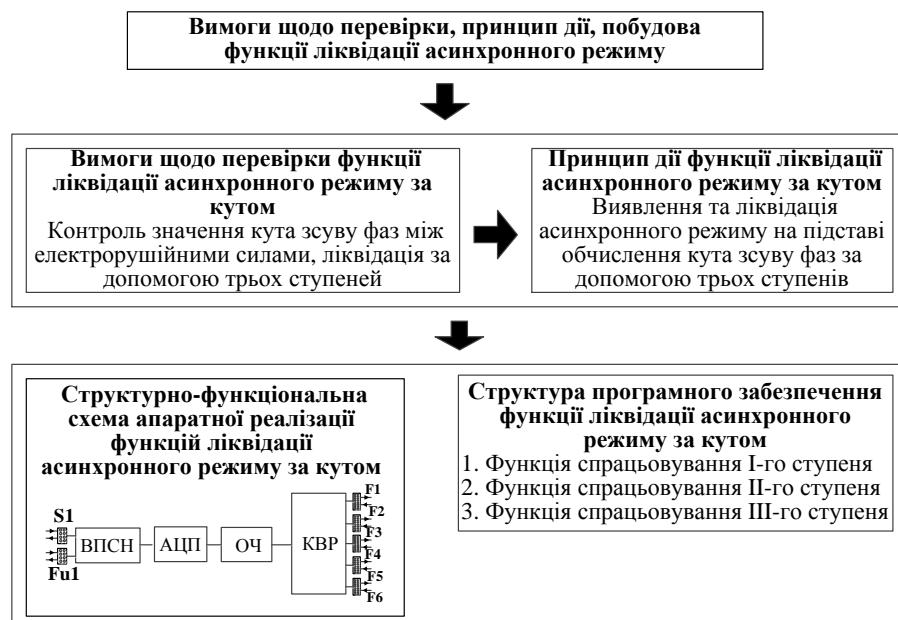 Вимоги щодо перевірки, принцип дії, побудова
функції ліквідації асинхронного режиму
Вимоги щодо перевірки функції
ліквідації асинхронного режиму за
кутом
Контроль значення кута зсуву фаз між
електрорушійними силами, ліквідація за
допомогою трьох ступеней
Принцип дії функції ліквідації
асинхронного режиму за кутом
Виявлення та ліквідація
асинхронного режиму на підставі
обчислення кута зсуву фаз за
допомогою трьох ступенів
Структурно-функціональна
схема апаратної реалізації
функцій ліквідації
асинхронного режиму за кутом
S1
Fu1
ВПСН
АЦП
ОЧ
КВР
F1
F2
F3
F4
F5
F6
Структура програмного забезпечення
функції ліквідації асинхронного
режиму за кутом
1. Функція спрацьовування І-го ступеня
2. Функція спрацьовування ІІ-го ступеня
3. Функція спрацьовування ІІІ-го ступеня